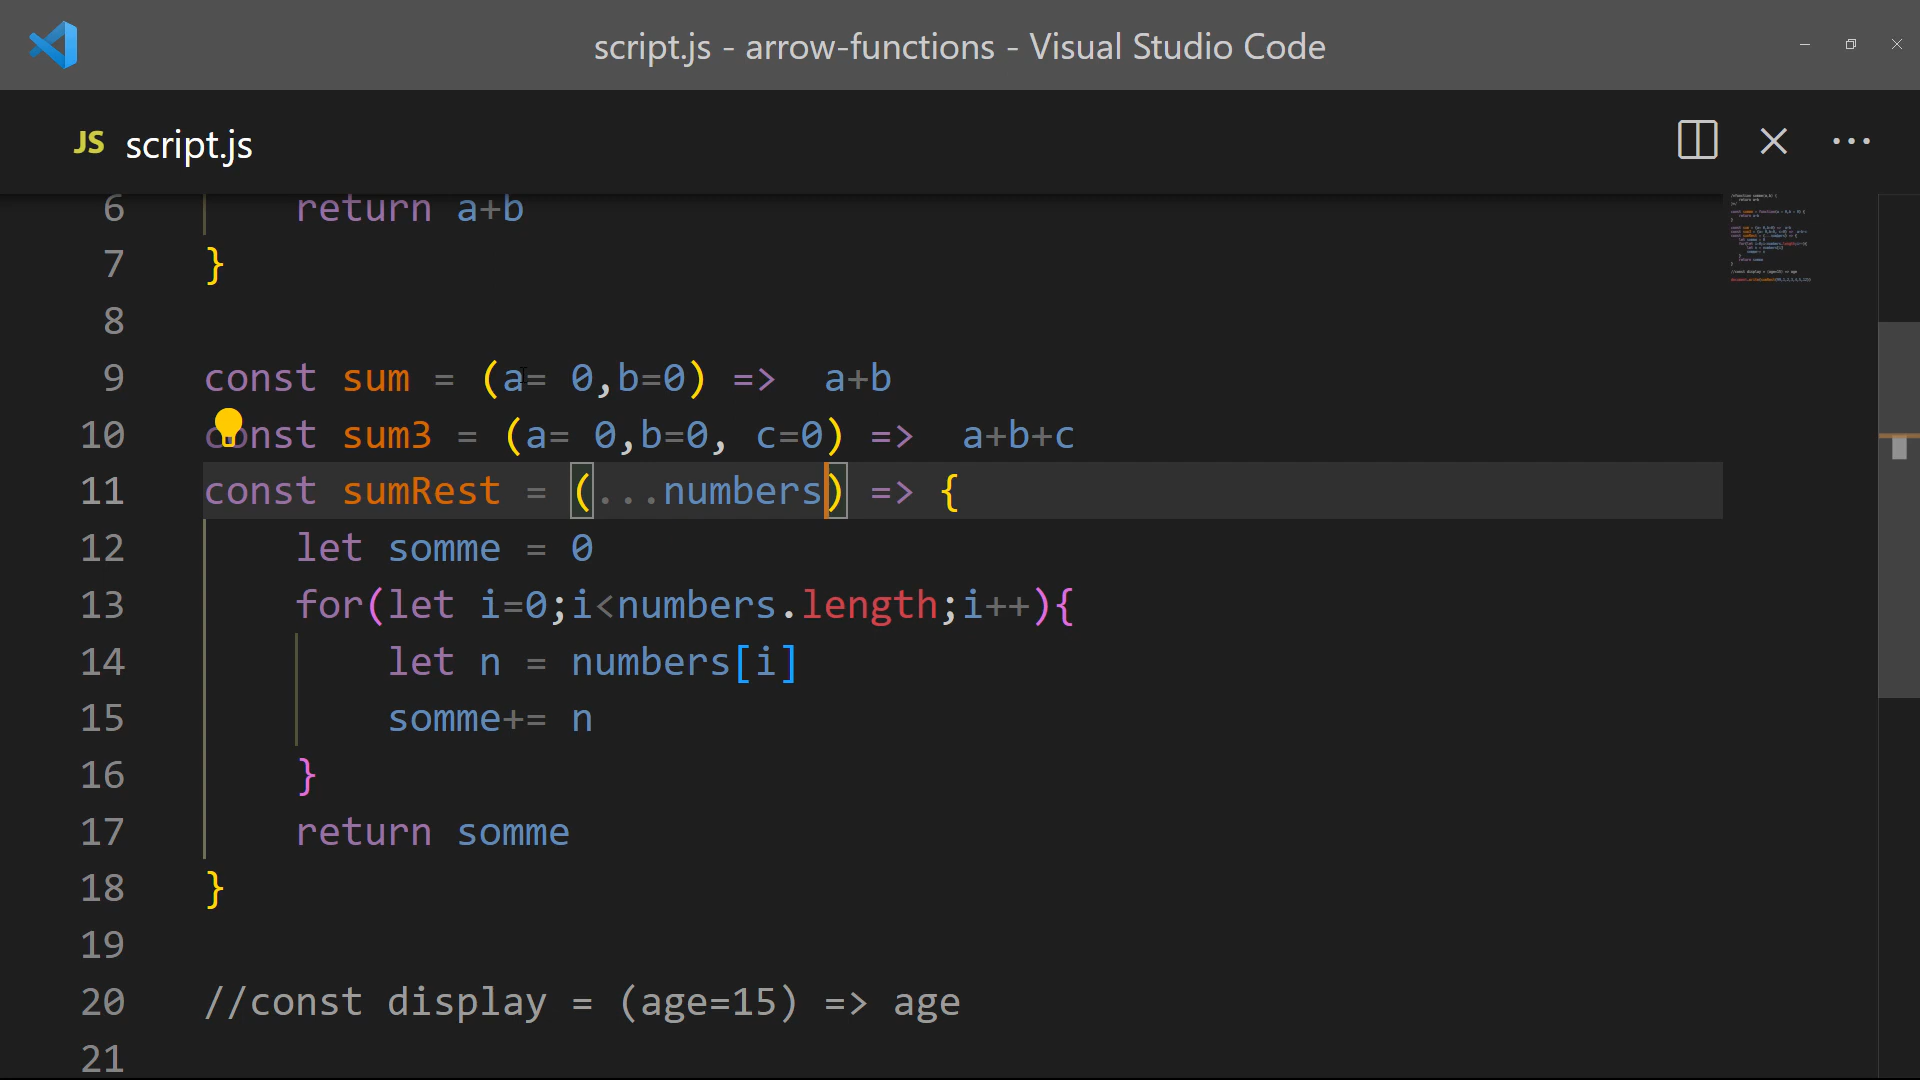 script.js - arrow-functions - Visual Studio Code
JS script.js
6 return a+b
7 }
8
9 const sum = (a= 0,b=0) =>  a+b
10 const sum3 = (a= 0,b=0, c=0) =>  a+b+c
11 const sumRest = (...numbers) => {
12 let somme = 0
13 for(let i=0;i<numbers.length;i++){
14 let n = numbers[i]
15 somme+= n
16 }
17 return somme
18 }
19
20 //const display = (age=15) => age
21